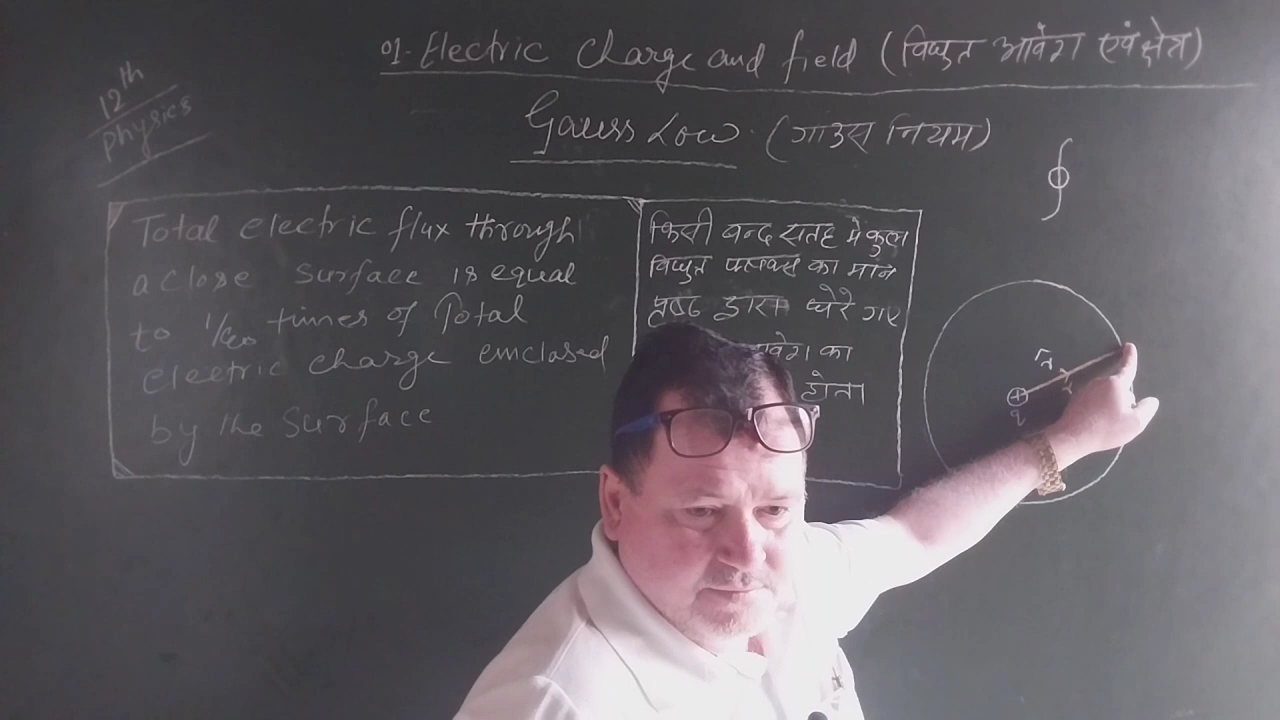 01. Electric Charge and field (विद्युत आवेग एवं क्षेत्र)
12th
physics
Gauss Low. (गाउस नियम)
∮
Total electric flux through
a close surface is equal
to 1/ε0 times of Total
electric charge enclosed
by the Surface
किसी बन्द सतह मे कुल
विद्युत फ्लक्स का मान
पृष्ठ द्वारा घेरे गए
आवेग का
होता
r
q